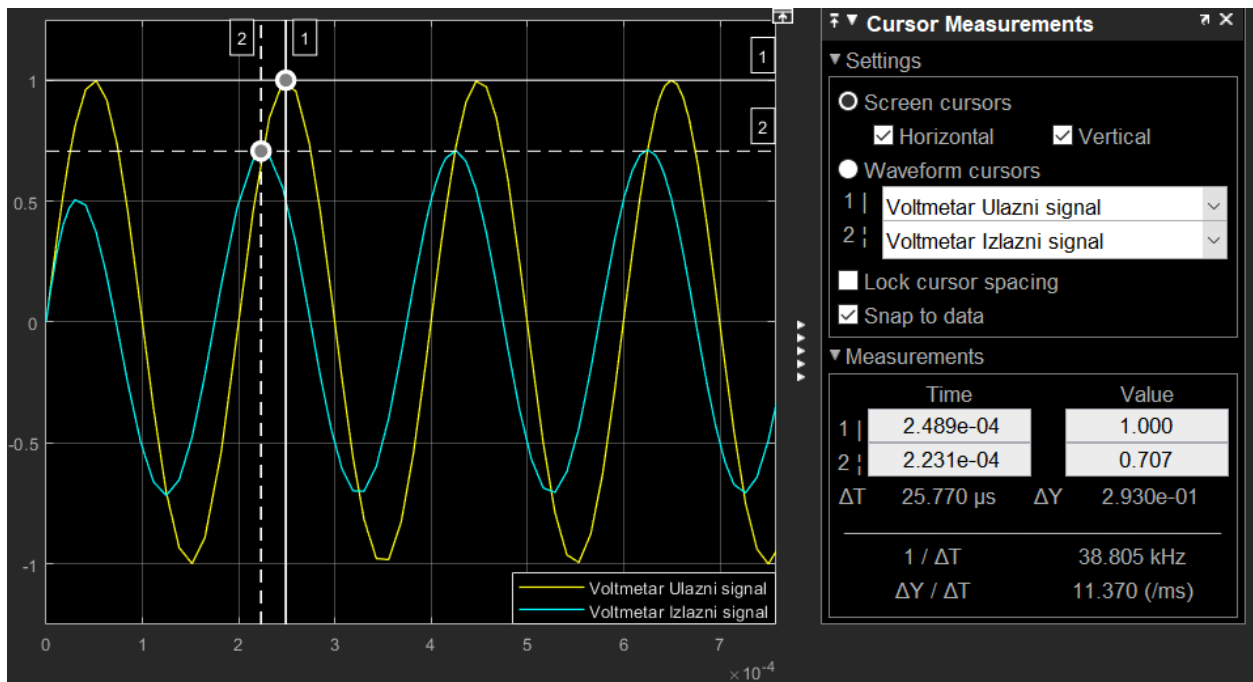 2
1
1
2
1
0.5
0
-0.5
-1
0
1
2
3
4
5
6
7
×10-4
Voltmetar Ulazni signal
Voltmetar Izlazni signal
Cursor Measurements
Settings
Screen cursors
Horizontal Vertical
Waveform cursors
1 | Voltmetar Ulazni signal
2 ¦ Voltmetar Izlazni signal
Lock cursor spacing
Snap to data
Measurements
Time Value
1 | 2.489e-04 1.000
2 ¦ 2.231e-04 0.707
ΔT 25.770 µs ΔY 2.930e-01
1 / ΔT 38.805 kHz
ΔY / ΔT 11.370 (/ms)